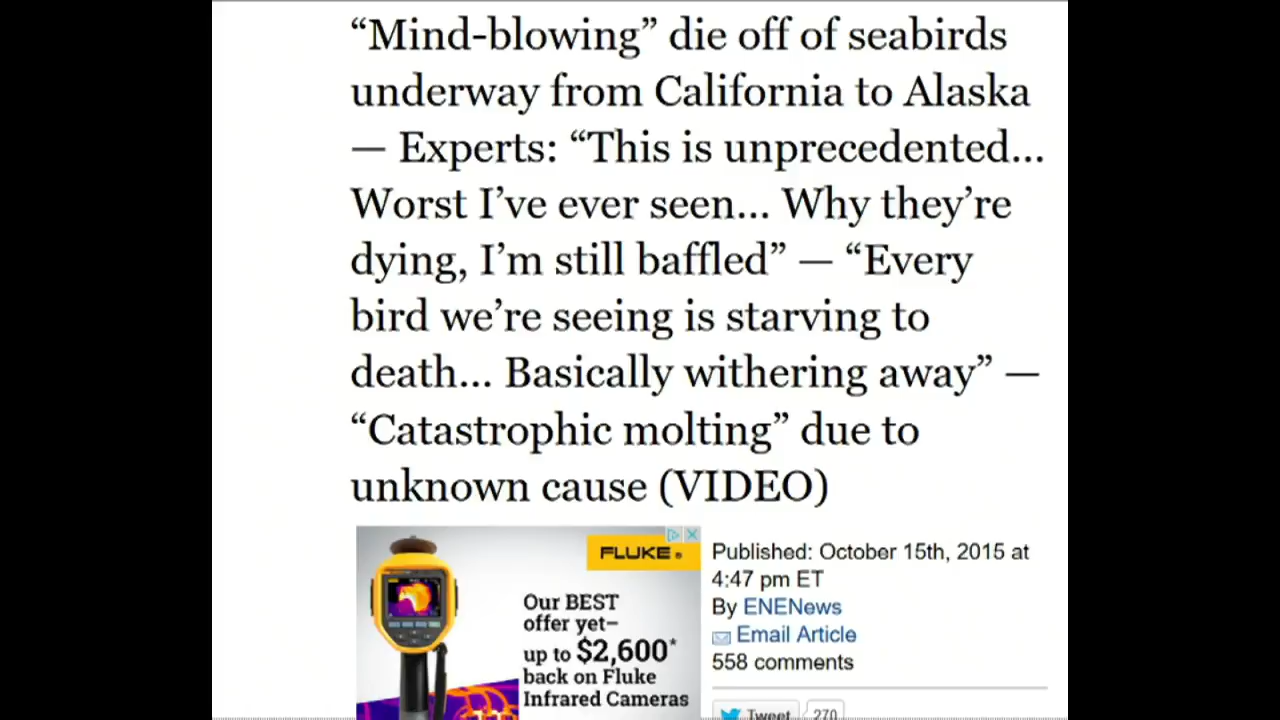 “Mind-blowing” die off of seabirds
underway from California to Alaska
— Experts: “This is unprecedented...
Worst I’ve ever seen... Why they’re
dying, I’m still baffled” — “Every
bird we’re seeing is starving to
death... Basically withering away” —
“Catastrophic molting” due to
unknown cause (VIDEO)
FLUKE®
Our BEST
offer yet–
up to $2,600*
back on Fluke
Infrared Cameras
Published: October 15th, 2015 at
4:47 pm ET
By ENENews
Email Article
558 comments
Tweet 270